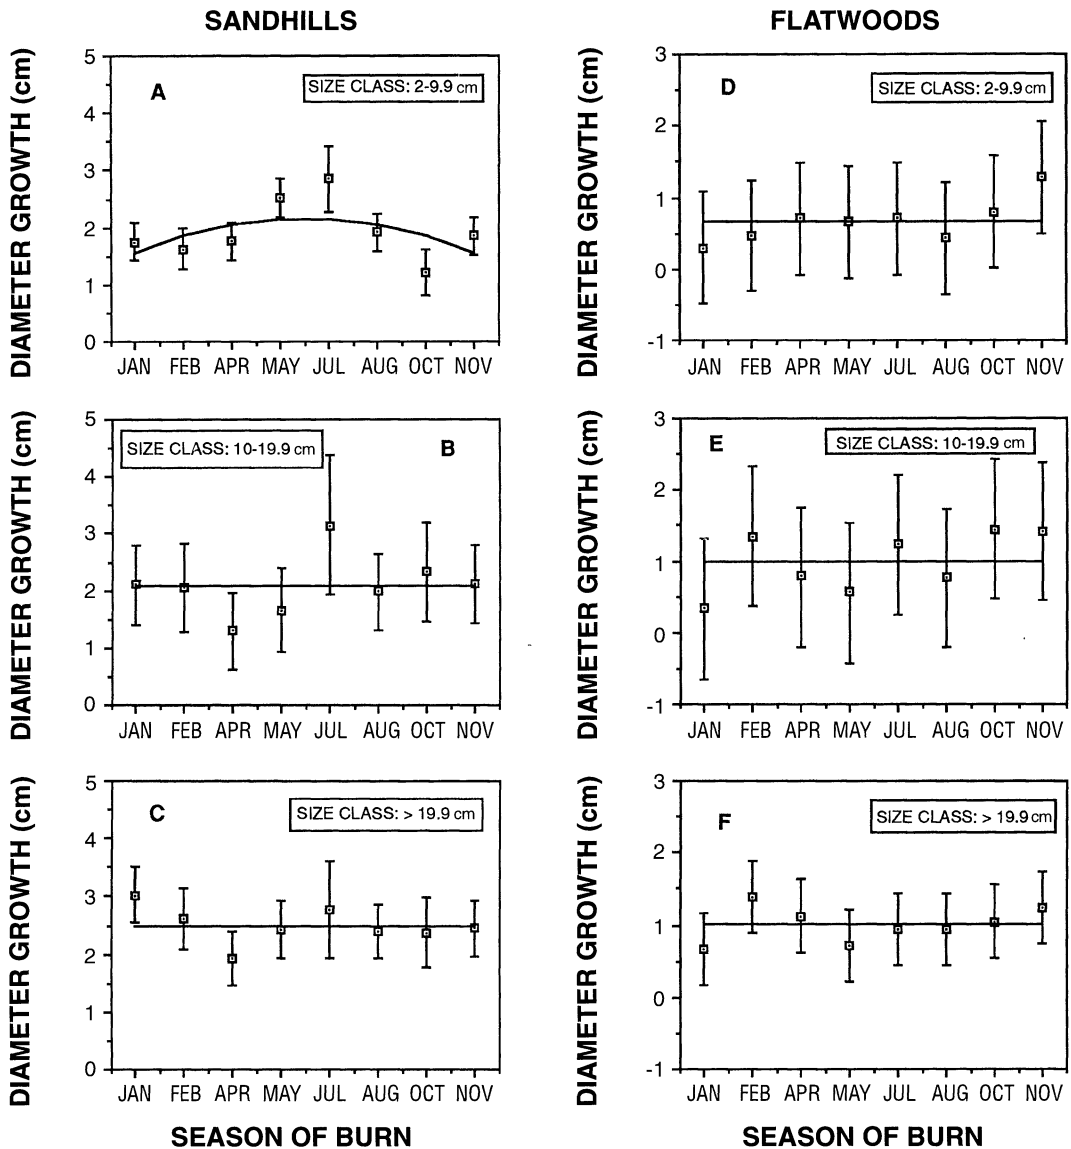 SANDHILLS
FLATWOODS
DIAMETER GROWTH (cm)
5
4
3
2
1
0
A
SIZE CLASS: 2-9.9 cm
JAN FEB APR MAY JUL AUG OCT NOV
DIAMETER GROWTH (cm)
3
2
1
0
-1
D
SIZE CLASS: 2-9.9 cm
JAN FEB APR MAY JUL AUG OCT NOV
DIAMETER GROWTH (cm)
5
4
3
2
1
0
SIZE CLASS: 10-19.9 cm
B
JAN FEB APR MAY JUL AUG OCT NOV
DIAMETER GROWTH (cm)
3
2
1
0
-1
E
SIZE CLASS: 10-19.9 cm
JAN FEB APR MAY JUL AUG OCT NOV
DIAMETER GROWTH (cm)
5
4
3
2
1
0
C
SIZE CLASS: > 19.9 cm
JAN FEB APR MAY JUL AUG OCT NOV
SEASON OF BURN
DIAMETER GROWTH (cm)
3
2
1
0
-1
F
SIZE CLASS: > 19.9 cm
JAN FEB APR MAY JUL AUG OCT NOV
SEASON OF BURN